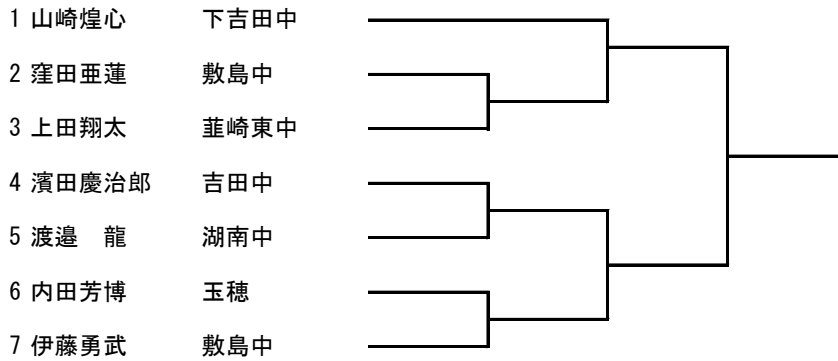 1 山崎煌心 下吉田中
2 窪田亜蓮 敷島中
3 上田翔太 韮崎東中
4 濱田慶治郎 吉田中
5 渡邉　龍 湖南中
6 内田芳博 玉穂
7 伊藤勇武 敷島中